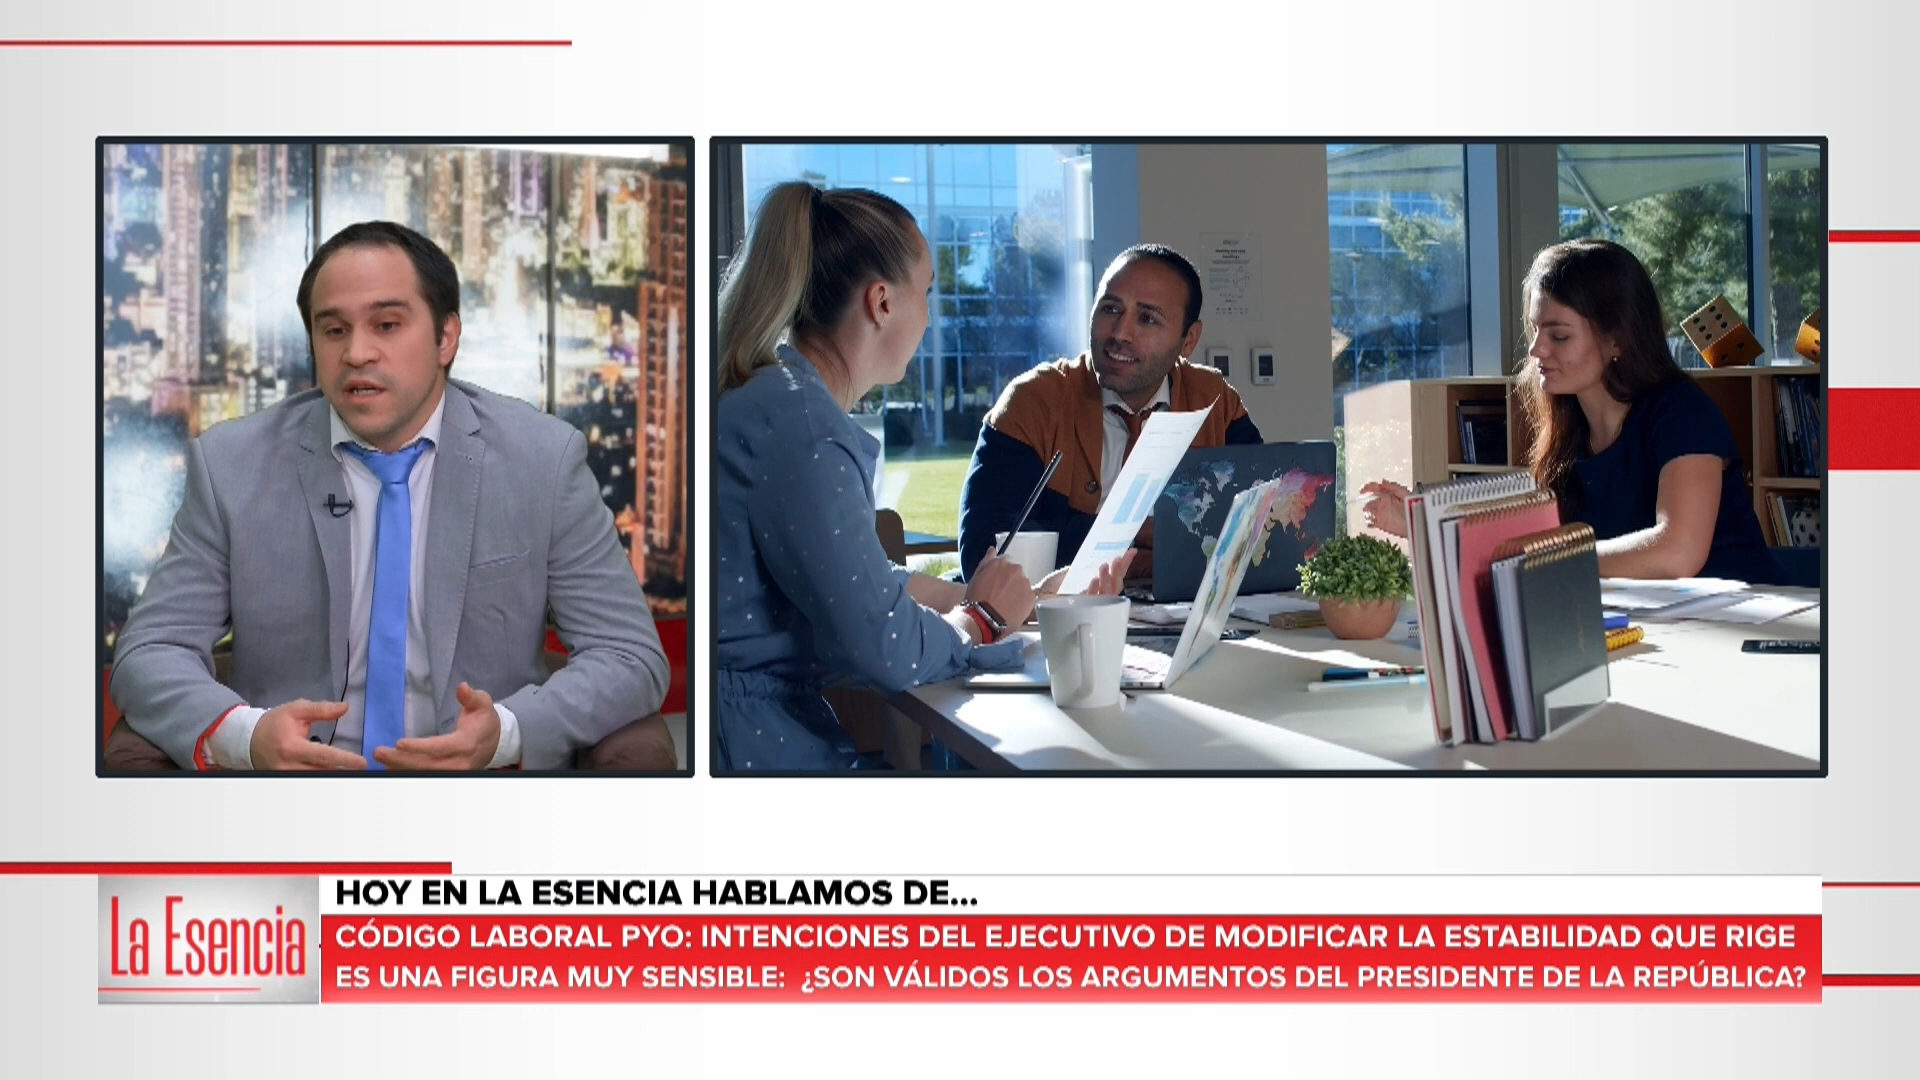 HOY EN LA ESENCIA HABLAMOS DE...
La Esencia
CÓDIGO LABORAL PYO: INTENCIONES DEL EJECUTIVO DE MODIFICAR LA ESTABILIDAD QUE RIGE
ES UNA FIGURA MUY SENSIBLE: ¿SON VÁLIDOS LOS ARGUMENTOS DEL PRESIDENTE DE LA REPÚBLICA?